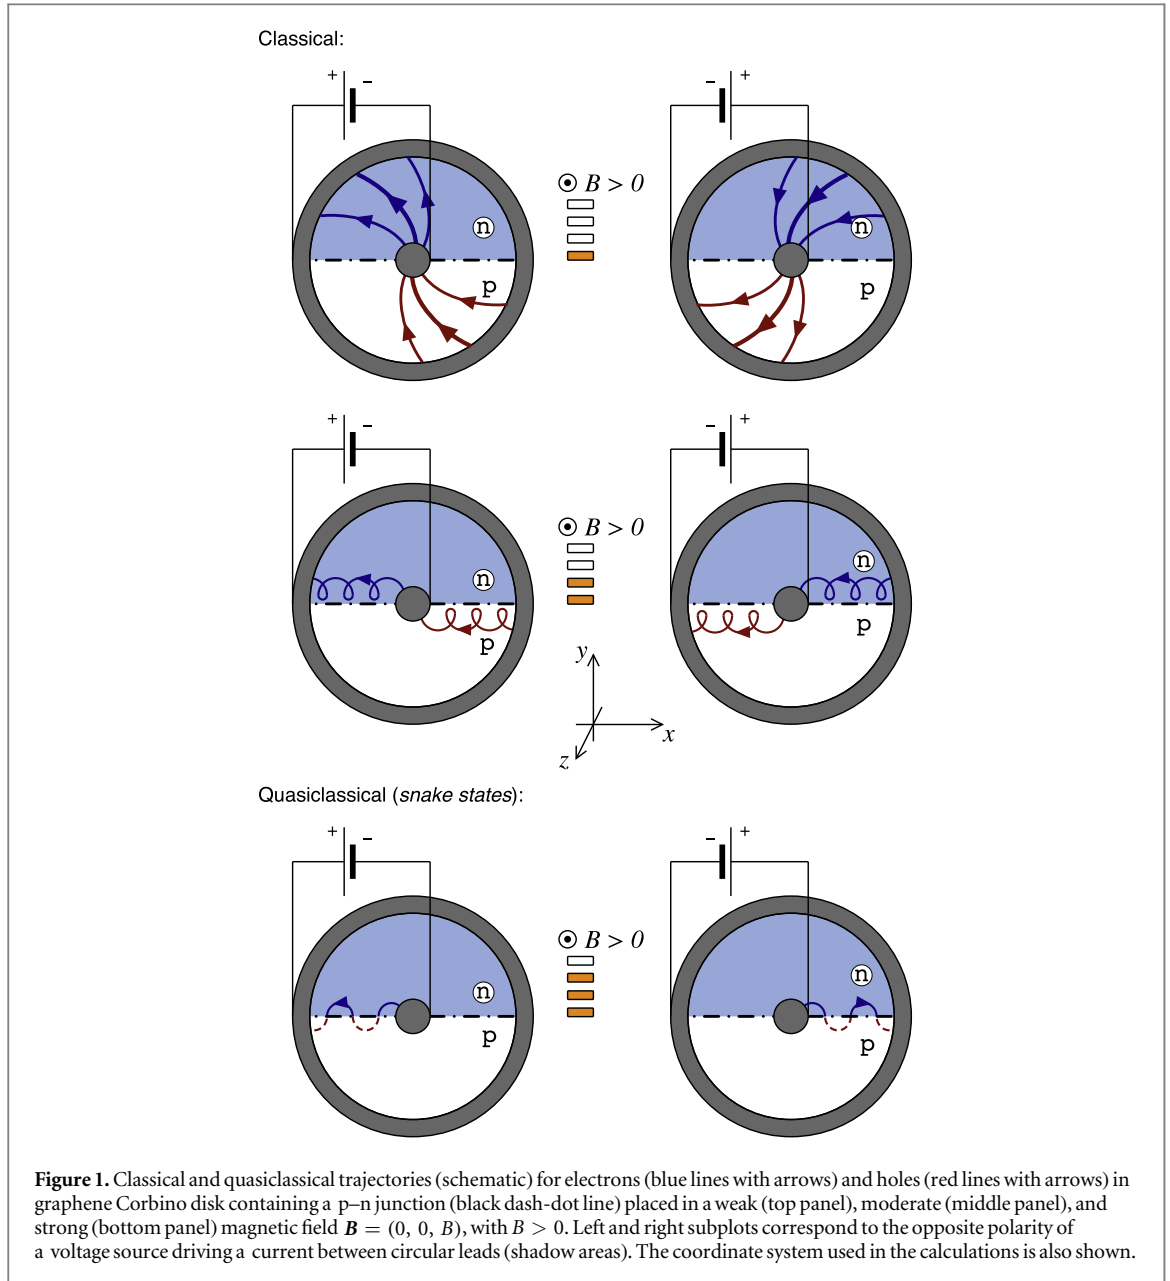 Classical:
+ − − +
B > 0
n n
p p
+ − − +
B > 0
n n
p p
y
x
z
Quasiclassical (snake states):
+ − − +
B > 0
n n
p p
Figure 1. Classical and quasiclassical trajectories (schematic) for electrons (blue lines with arrows) and holes (red lines with arrows) in
graphene Corbino disk containing a p–n junction (black dash-dot line) placed in a weak (top panel), moderate (middle panel), and
strong (bottom panel) magnetic field B = (0, 0, B), with B > 0. Left and right subplots correspond to the opposite polarity of
a voltage source driving a current between circular leads (shadow areas). The coordinate system used in the calculations is also shown.